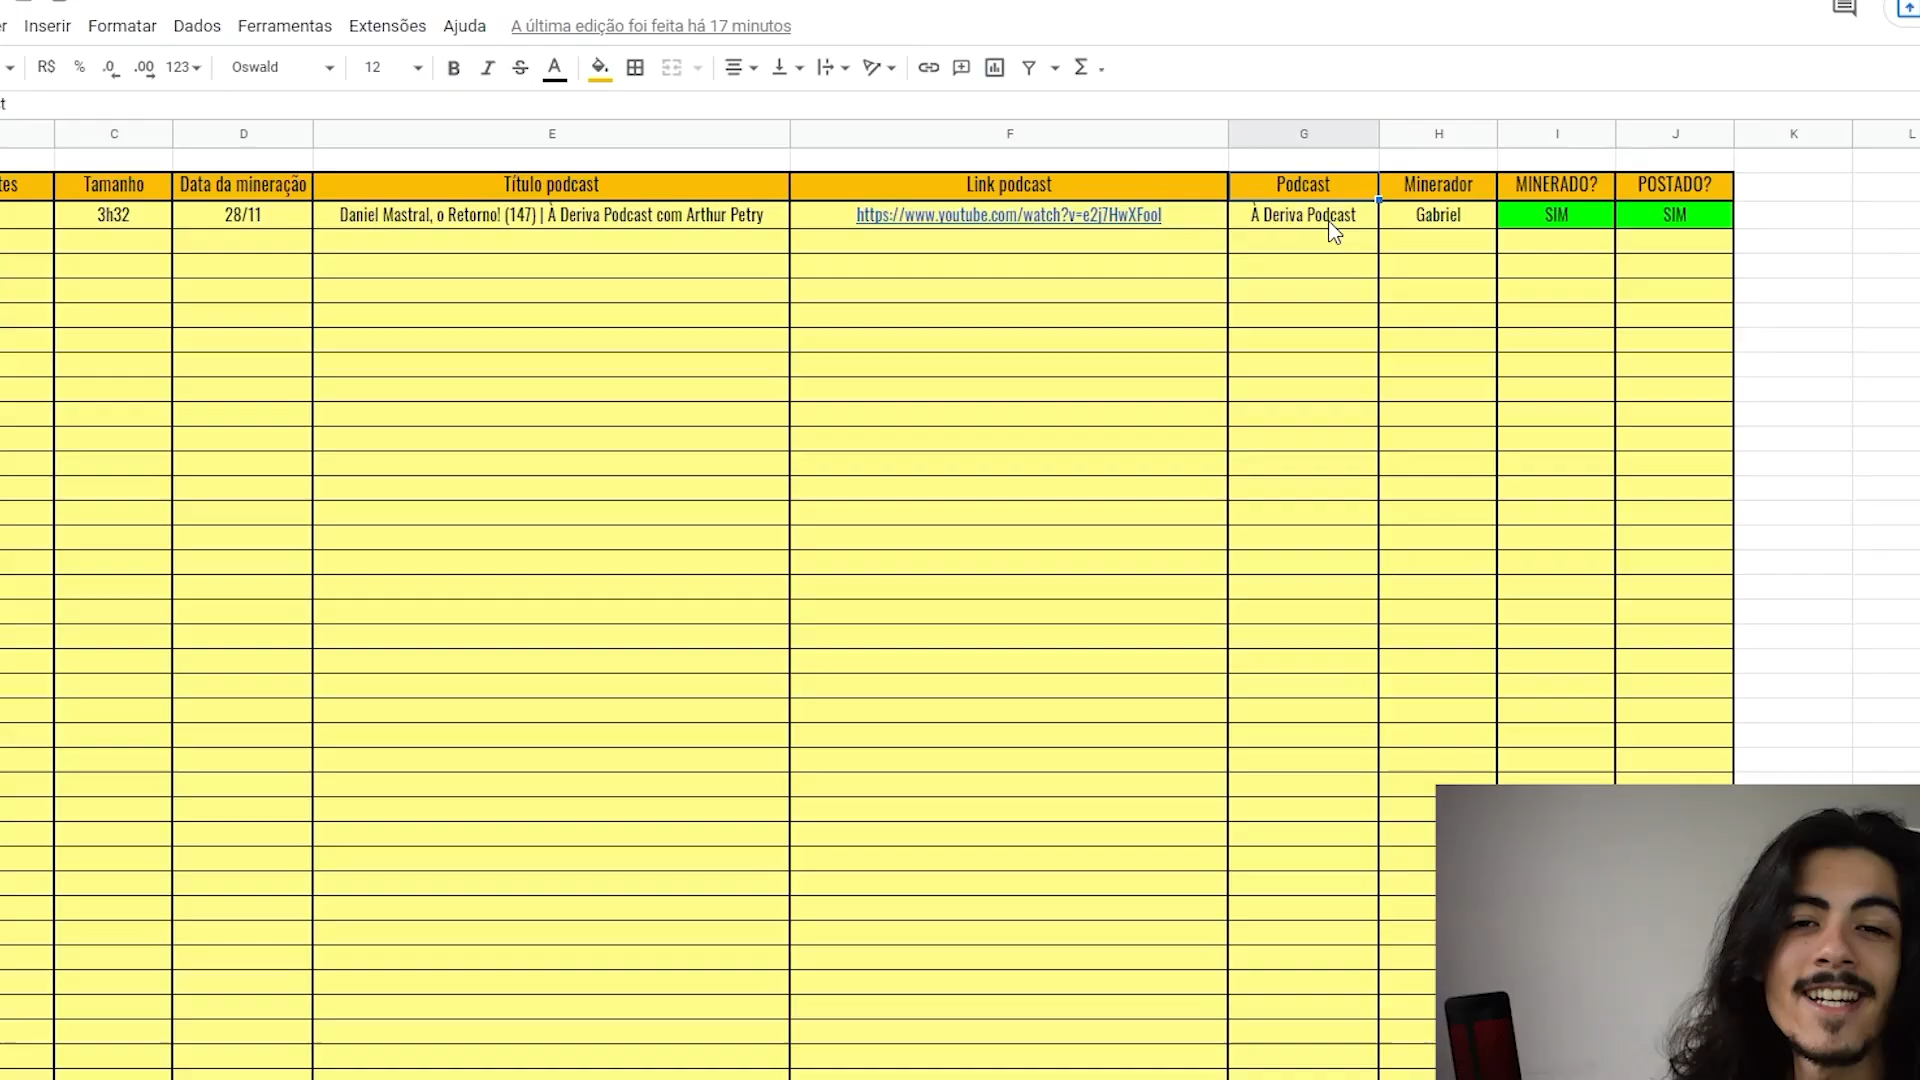 r Inserir Formatar Dados Ferramentas Extensões Ajuda A última edição foi feita há 17 minutos
R$ % .0 .00 123 Oswald 12 B I S A Σ
t
C D E F G H I J K L
tes Tamanho Data da mineração Título podcast Link podcast Podcast Minerador MINERADO? POSTADO?
3h32 28/11 Daniel Mastral, o Retorno! (147) | À Deriva Podcast com Arthur Petry https://www.youtube.com/watch?v=e2j7HwXFooI À Deriva Podcast Gabriel SIM SIM